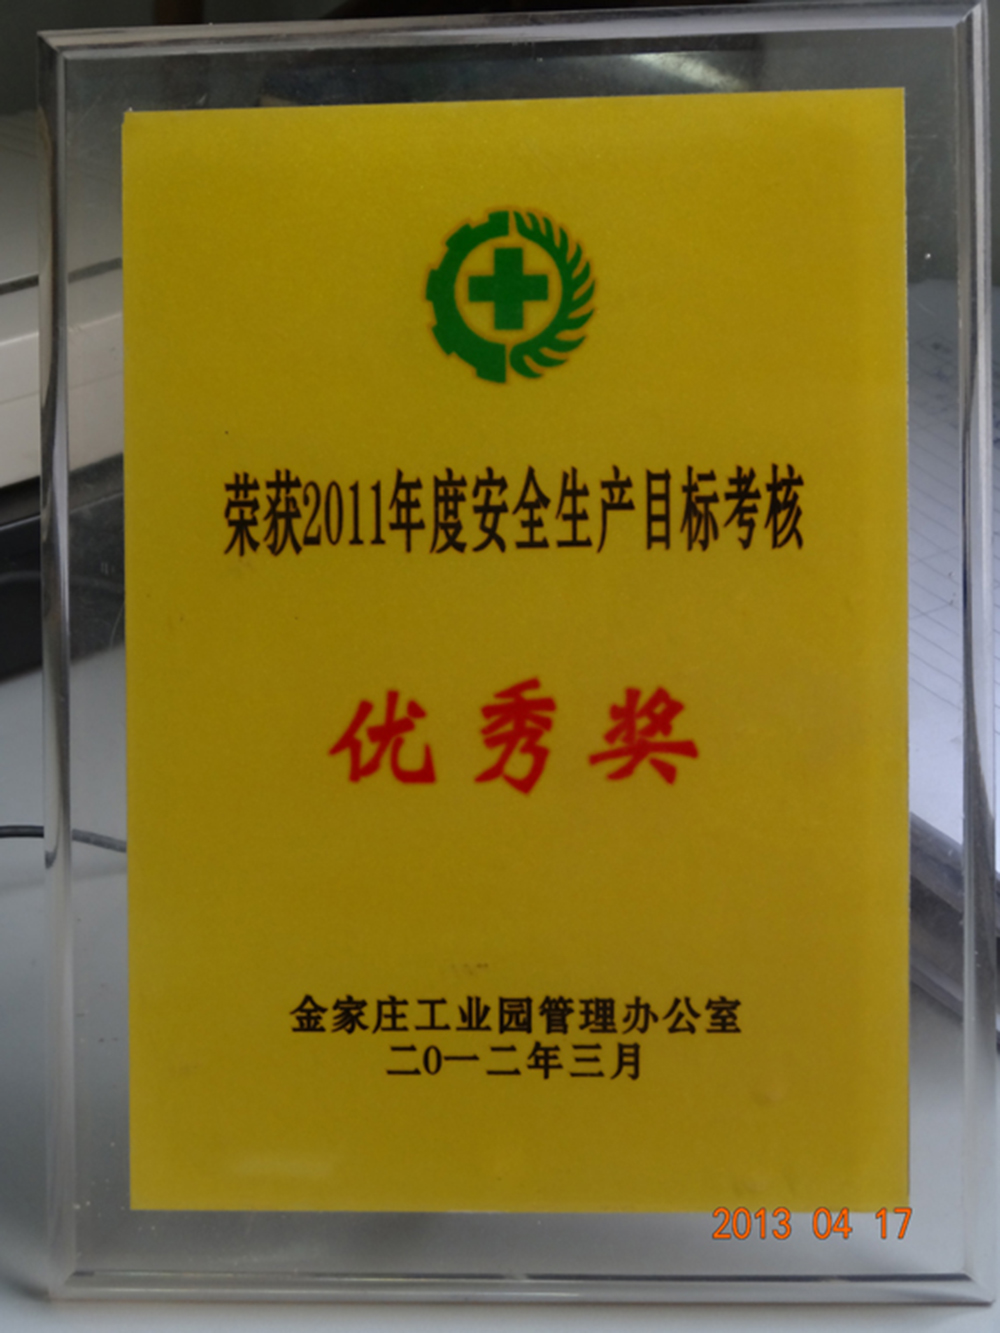 荣获2011年度安全生产目标考核
优秀奖
金家庄工业园管理办公室
二0一二年三月
2013 04 17